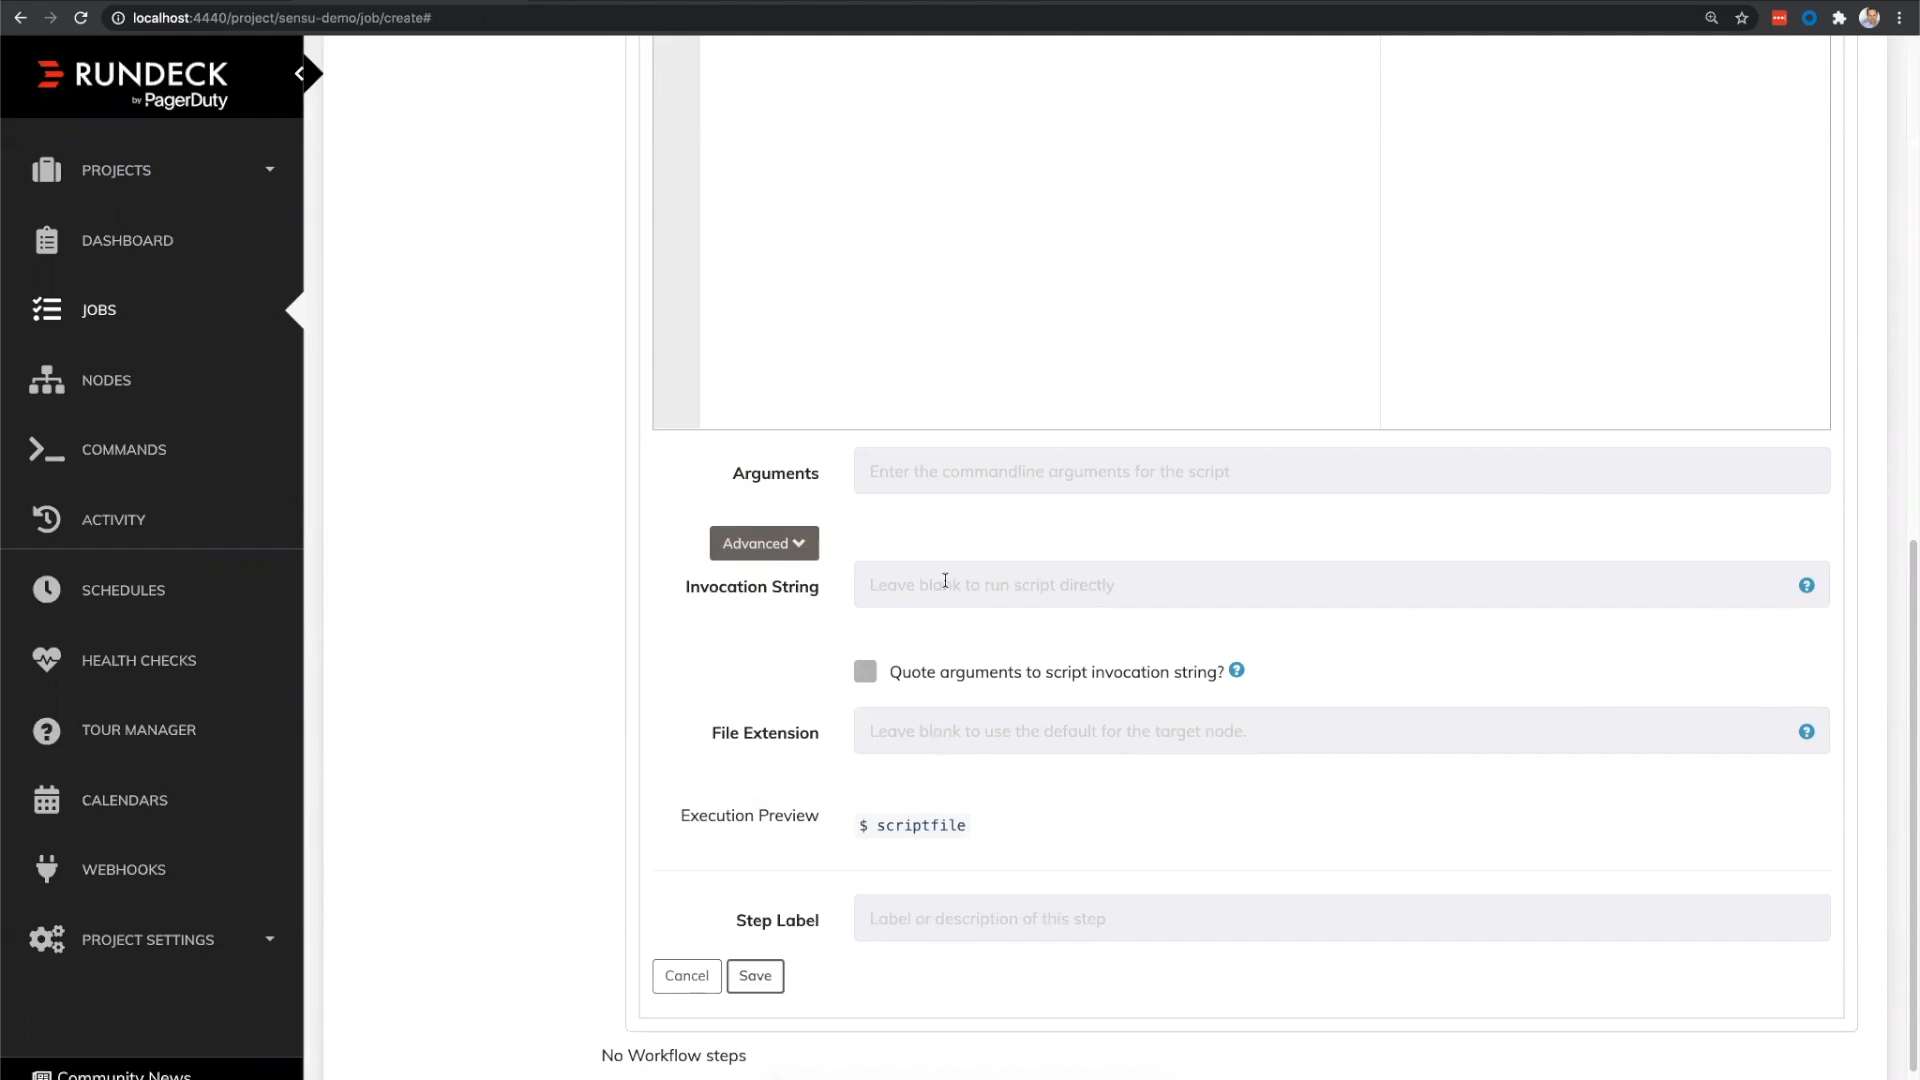 localhost:4440/project/sensu-demo/job/create#
RUNDECK
by PagerDuty
PROJECTS
DASHBOARD
JOBS
NODES
COMMANDS
ACTIVITY
SCHEDULES
HEALTH CHECKS
TOUR MANAGER
CALENDARS
WEBHOOKS
PROJECT SETTINGS
Community News
Arguments
Enter the commandline arguments for the script
Advanced
Invocation String
Leave blank to run script directly
Quote arguments to script invocation string?
File Extension
Leave blank to use the default for the target node.
Execution Preview
$ scriptfile
Step Label
Label or description of this step
Cancel
Save
No Workflow steps